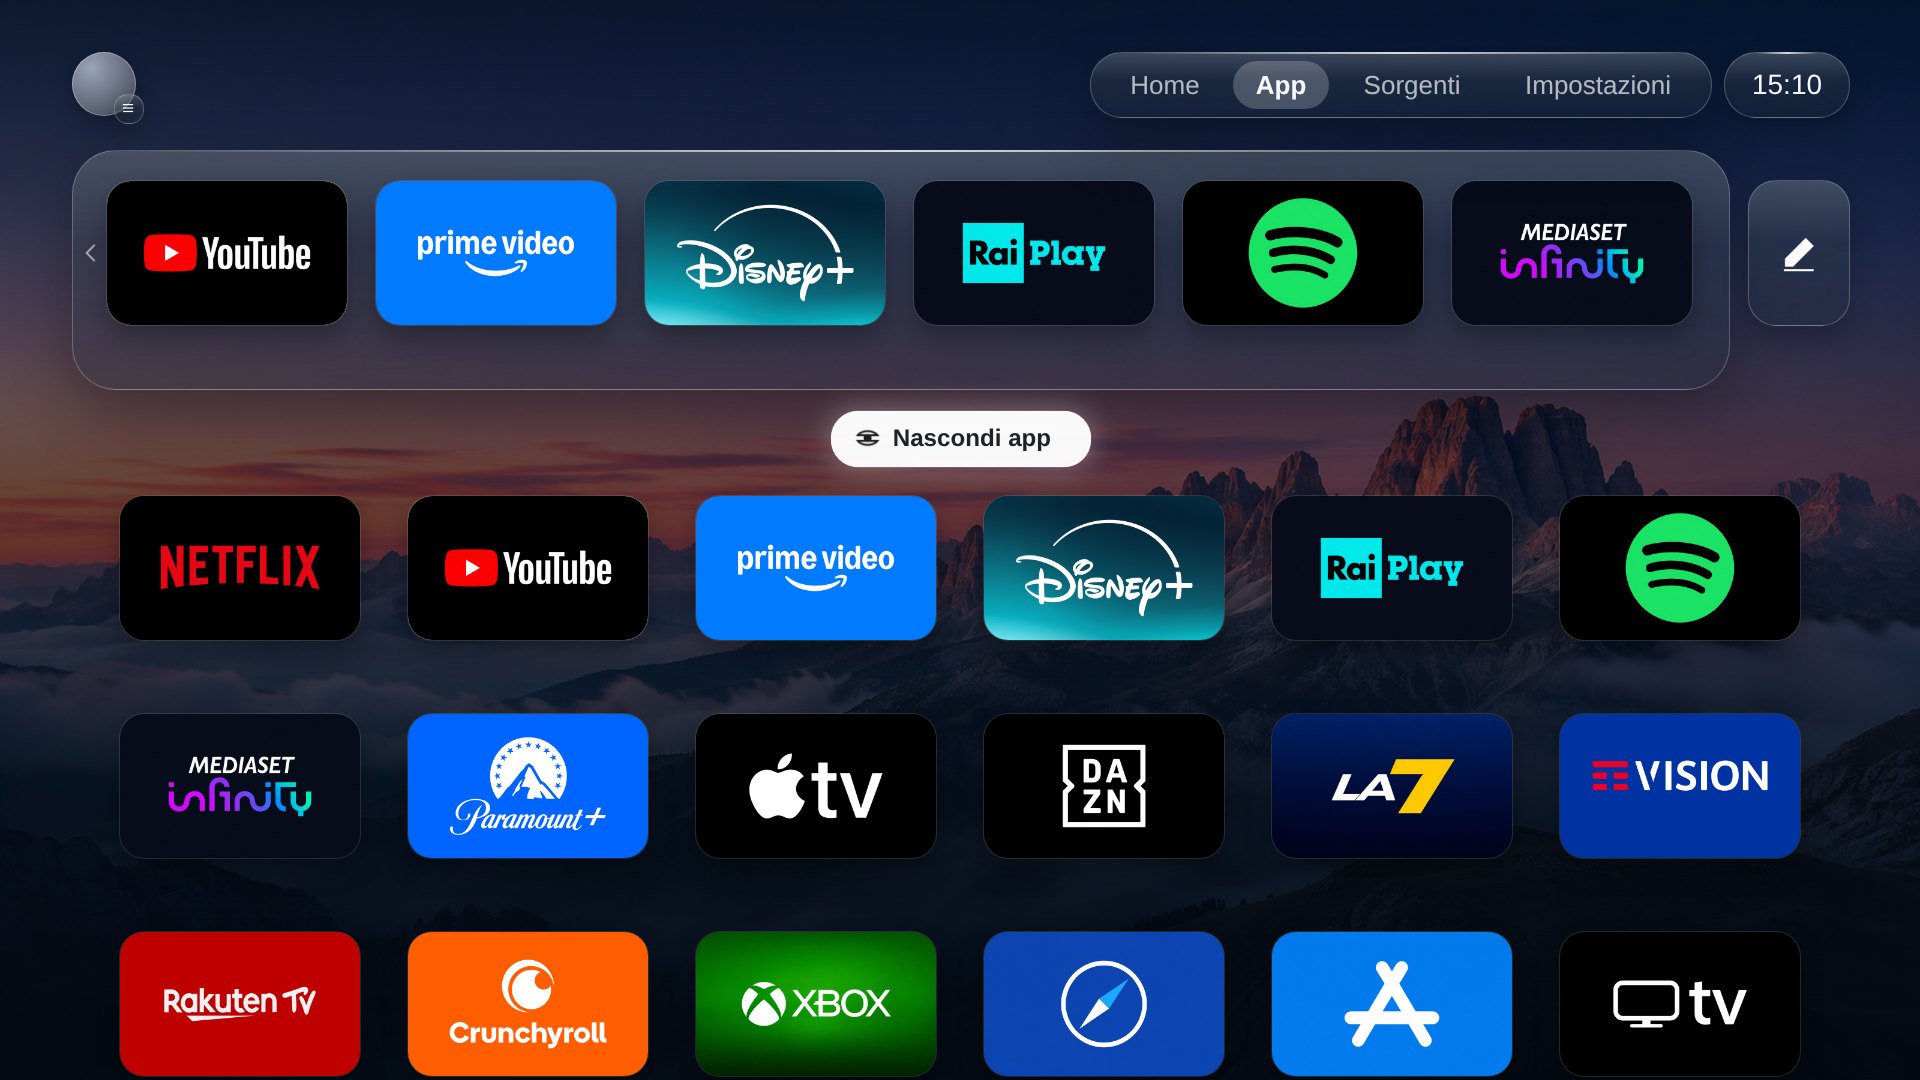 Home App Sorgenti Impostazioni 15:10
YouTube
prime video
Disney+
Rai Play
MEDIASET
infinity
Nascondi app
NETFLIX
YouTube
prime video
Disney+
Rai Play
MEDIASET
infinity
Paramount+
tv
DA
ZN
LA7
VISION
Rakuten TV
Crunchyroll
XBOX
tv